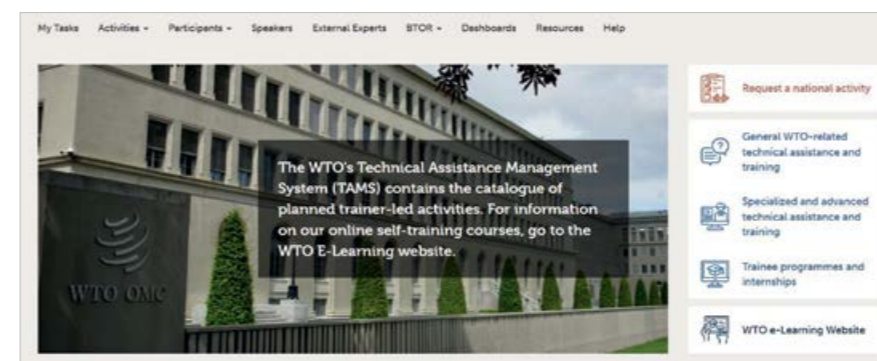 My Tasks Activities Participants Speakers External Experts BTOR Dashboards Resources Help
The WTO's Technical Assistance Management
System (TAMS) contains the catalogue of
planned trainer-led activities. For information
on our online self-training courses, go to the
WTO E-Learning website.
WTO OMC
Request a national activity
General WTO-related
technical assistance and
training
Specialized and advanced
technical assistance and
training
Trainee programmes and
internships
WTO e-Learning Website